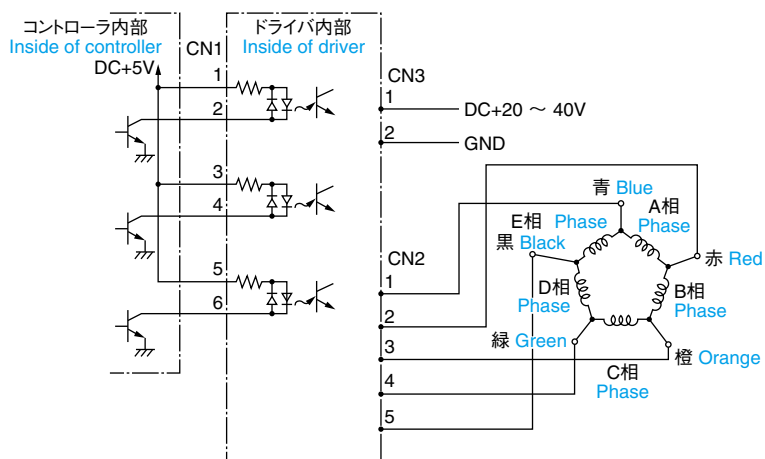 コントローラ内部
Inside of controller
DC+5V
CN1
1
2
3
4
5
6
ドライバ内部
Inside of driver
CN3
1
DC+20 ～ 40V
2
GND
CN2
1
2
3
4
5
青 Blue
E相 Phase
A相
Phase
黒 Black
赤 Red
D相
Phase
B相
Phase
緑 Green
橙 Orange
C相
Phase